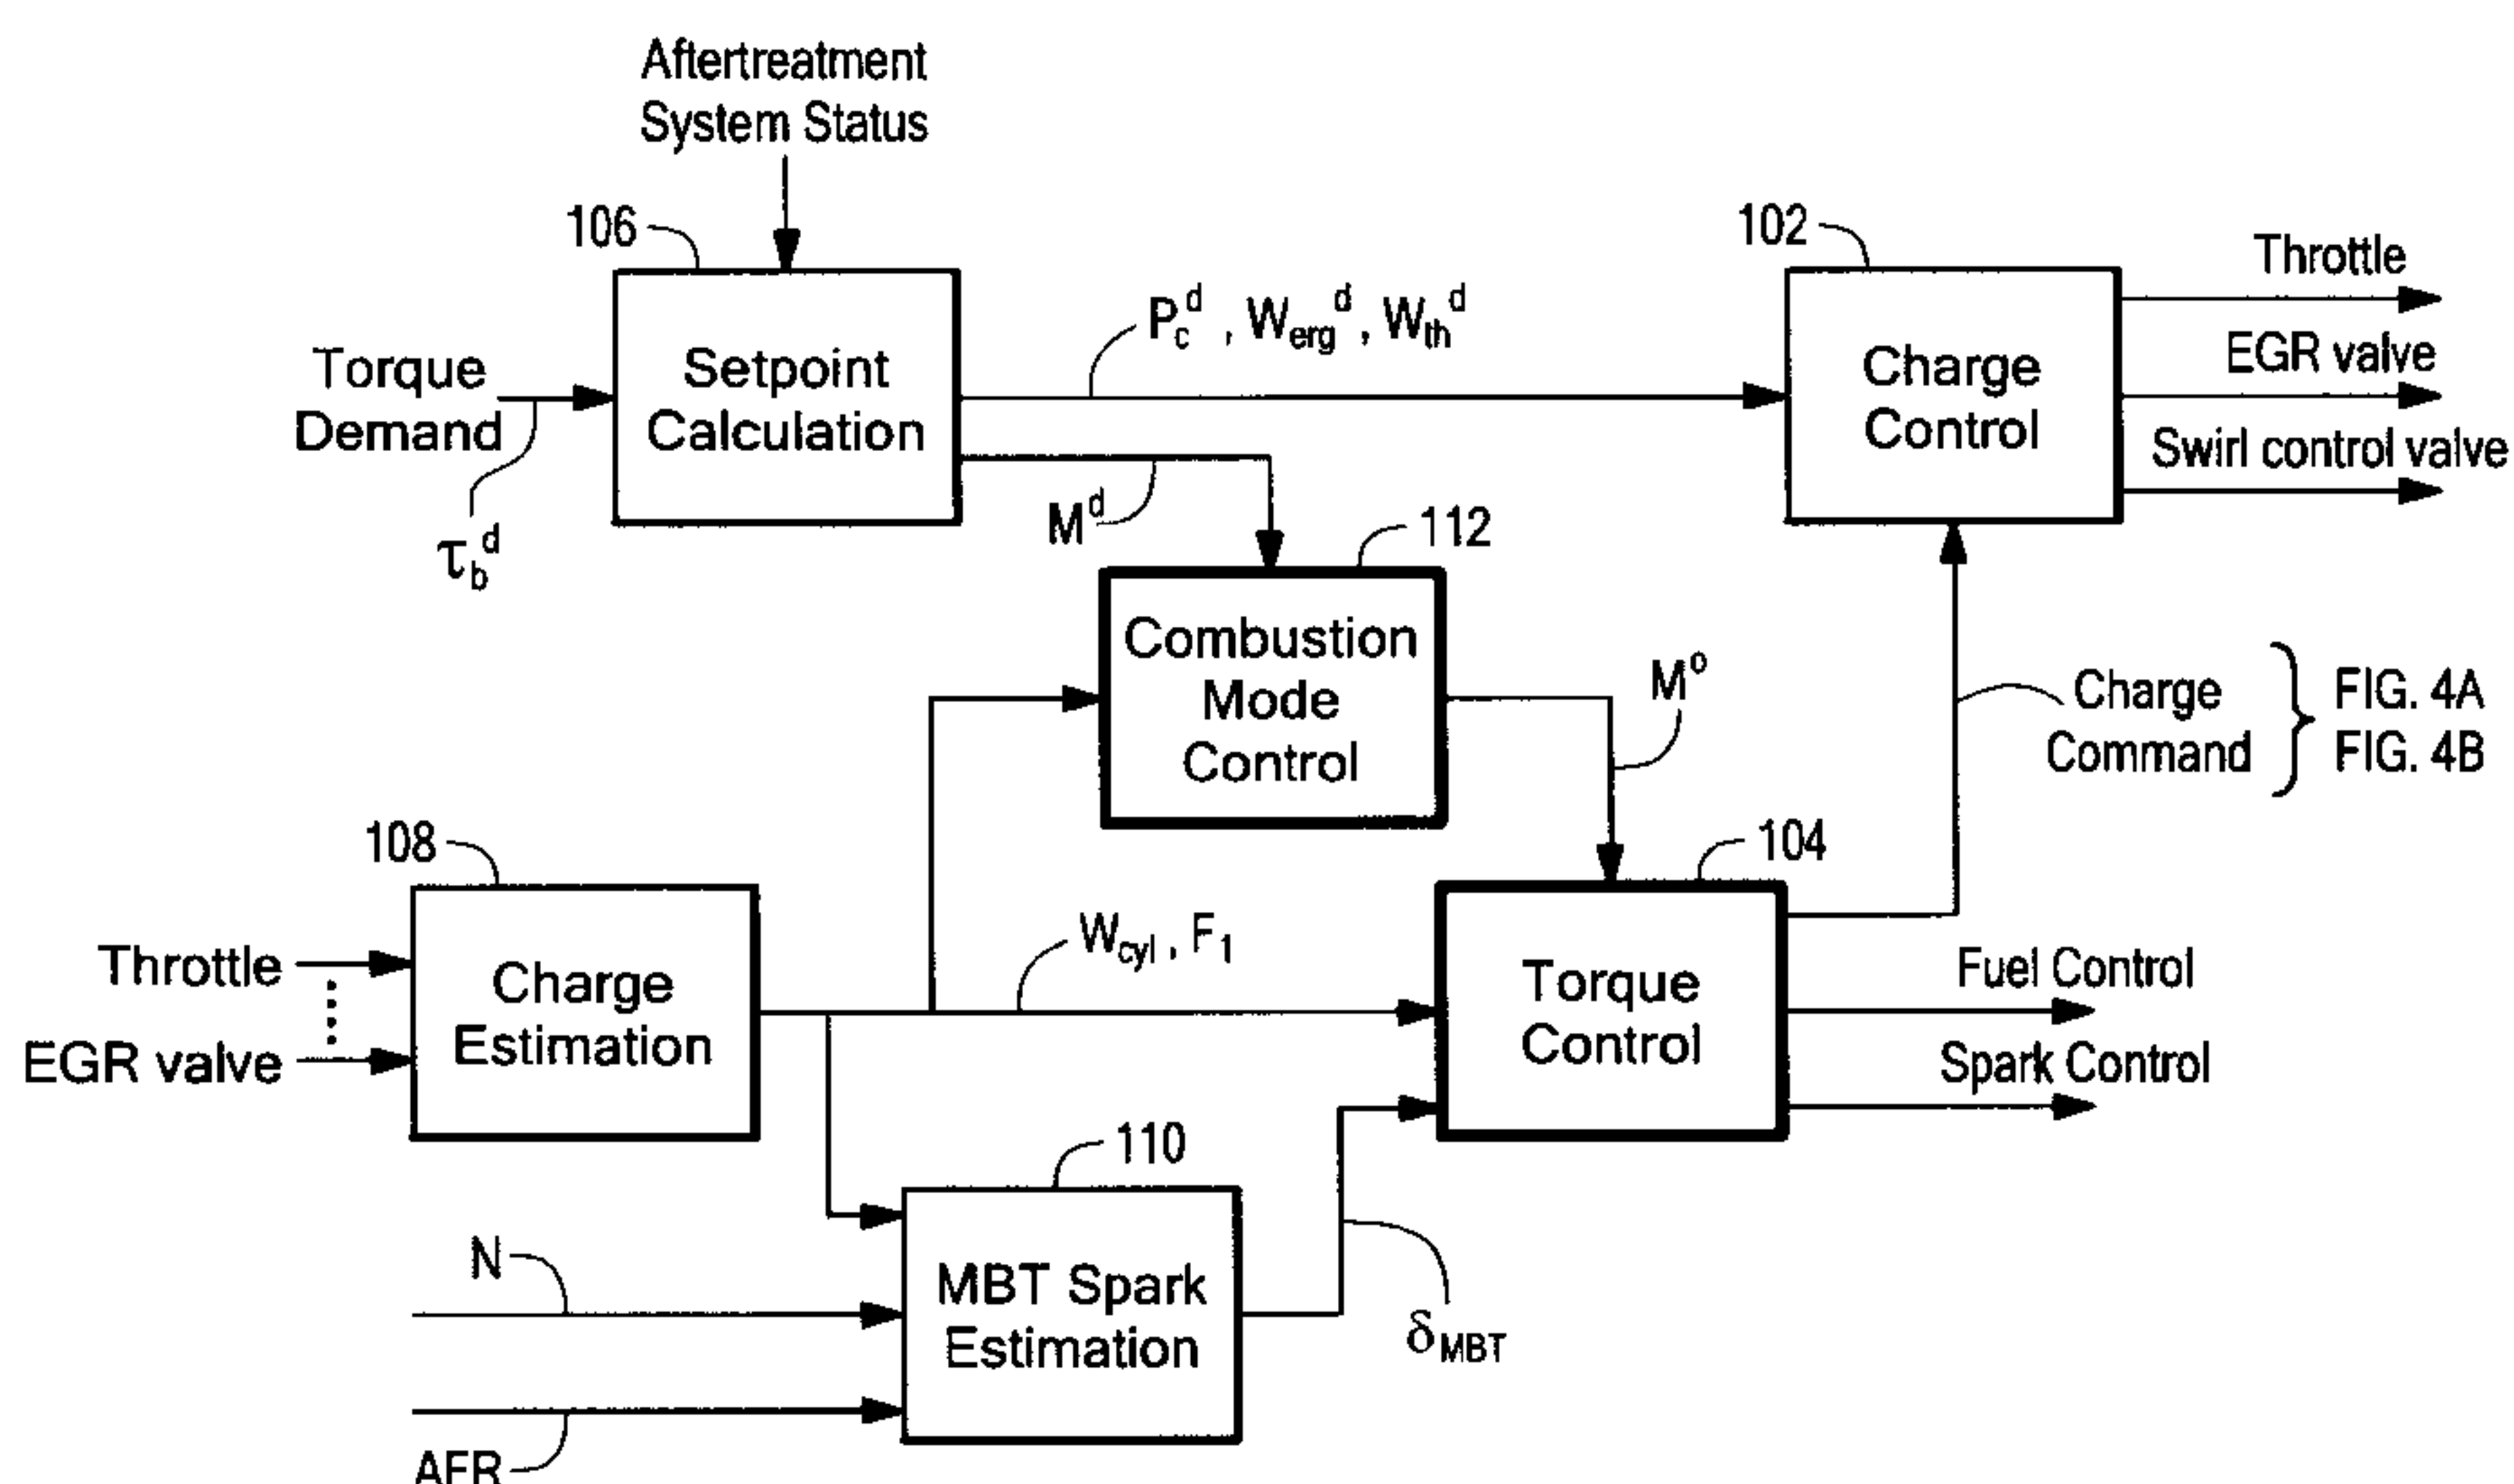 Aftertreatment
System Status
106
Torque
Demand
τ_b^d
Setpoint
Calculation
P_c^d , W_erg^d , W_th^d
M^d
102
Charge
Control
Throttle
EGR valve
Swirl control valve
112
Combustion
Mode
Control
M^o
Charge
Command
FIG. 4A
FIG. 4B
108
Throttle
EGR valve
Charge
Estimation
W_cyl , F_1
104
Torque
Control
Fuel Control
Spark Control
110
N
AFR
MBT Spark
Estimation
δ_MBT